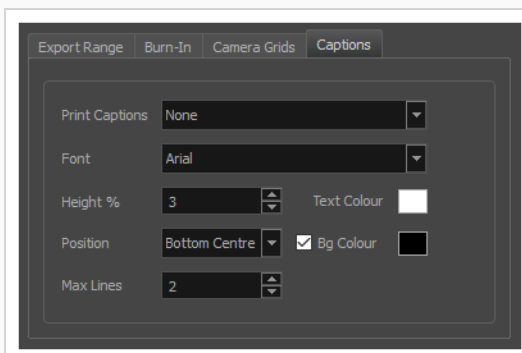 Export Range Burn-In Camera Grids Captions
Print Captions None
Font Arial
Height % 3 Text Colour
Position Bottom Centre Bg Colour
Max Lines 2